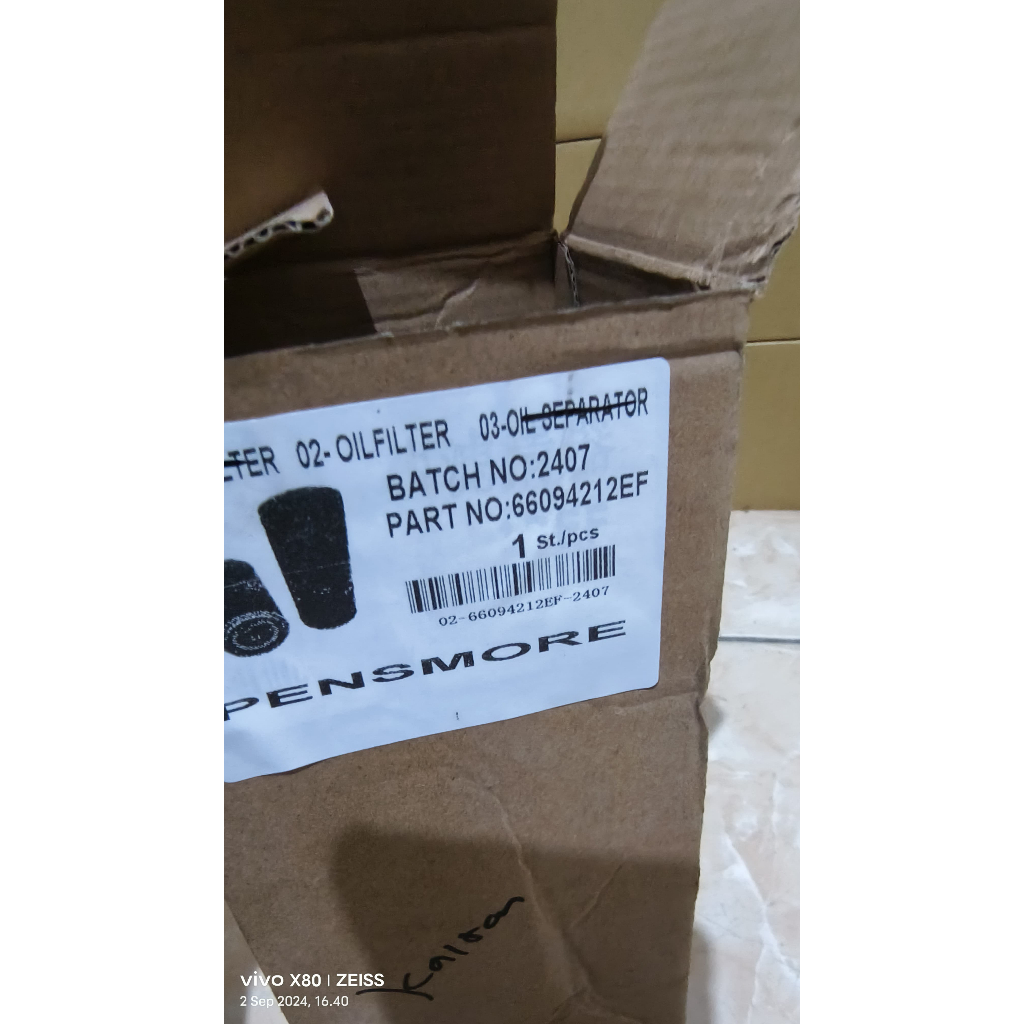 LTER 02-OILFILTER 03-OIL SEPARATOR
BATCH NO:2407
PART NO:66094212EF
1 St./pcs
02-66094212EF-2407
PENSMORE
vivo X80 | ZEISS
2 Sep 2024, 16.40